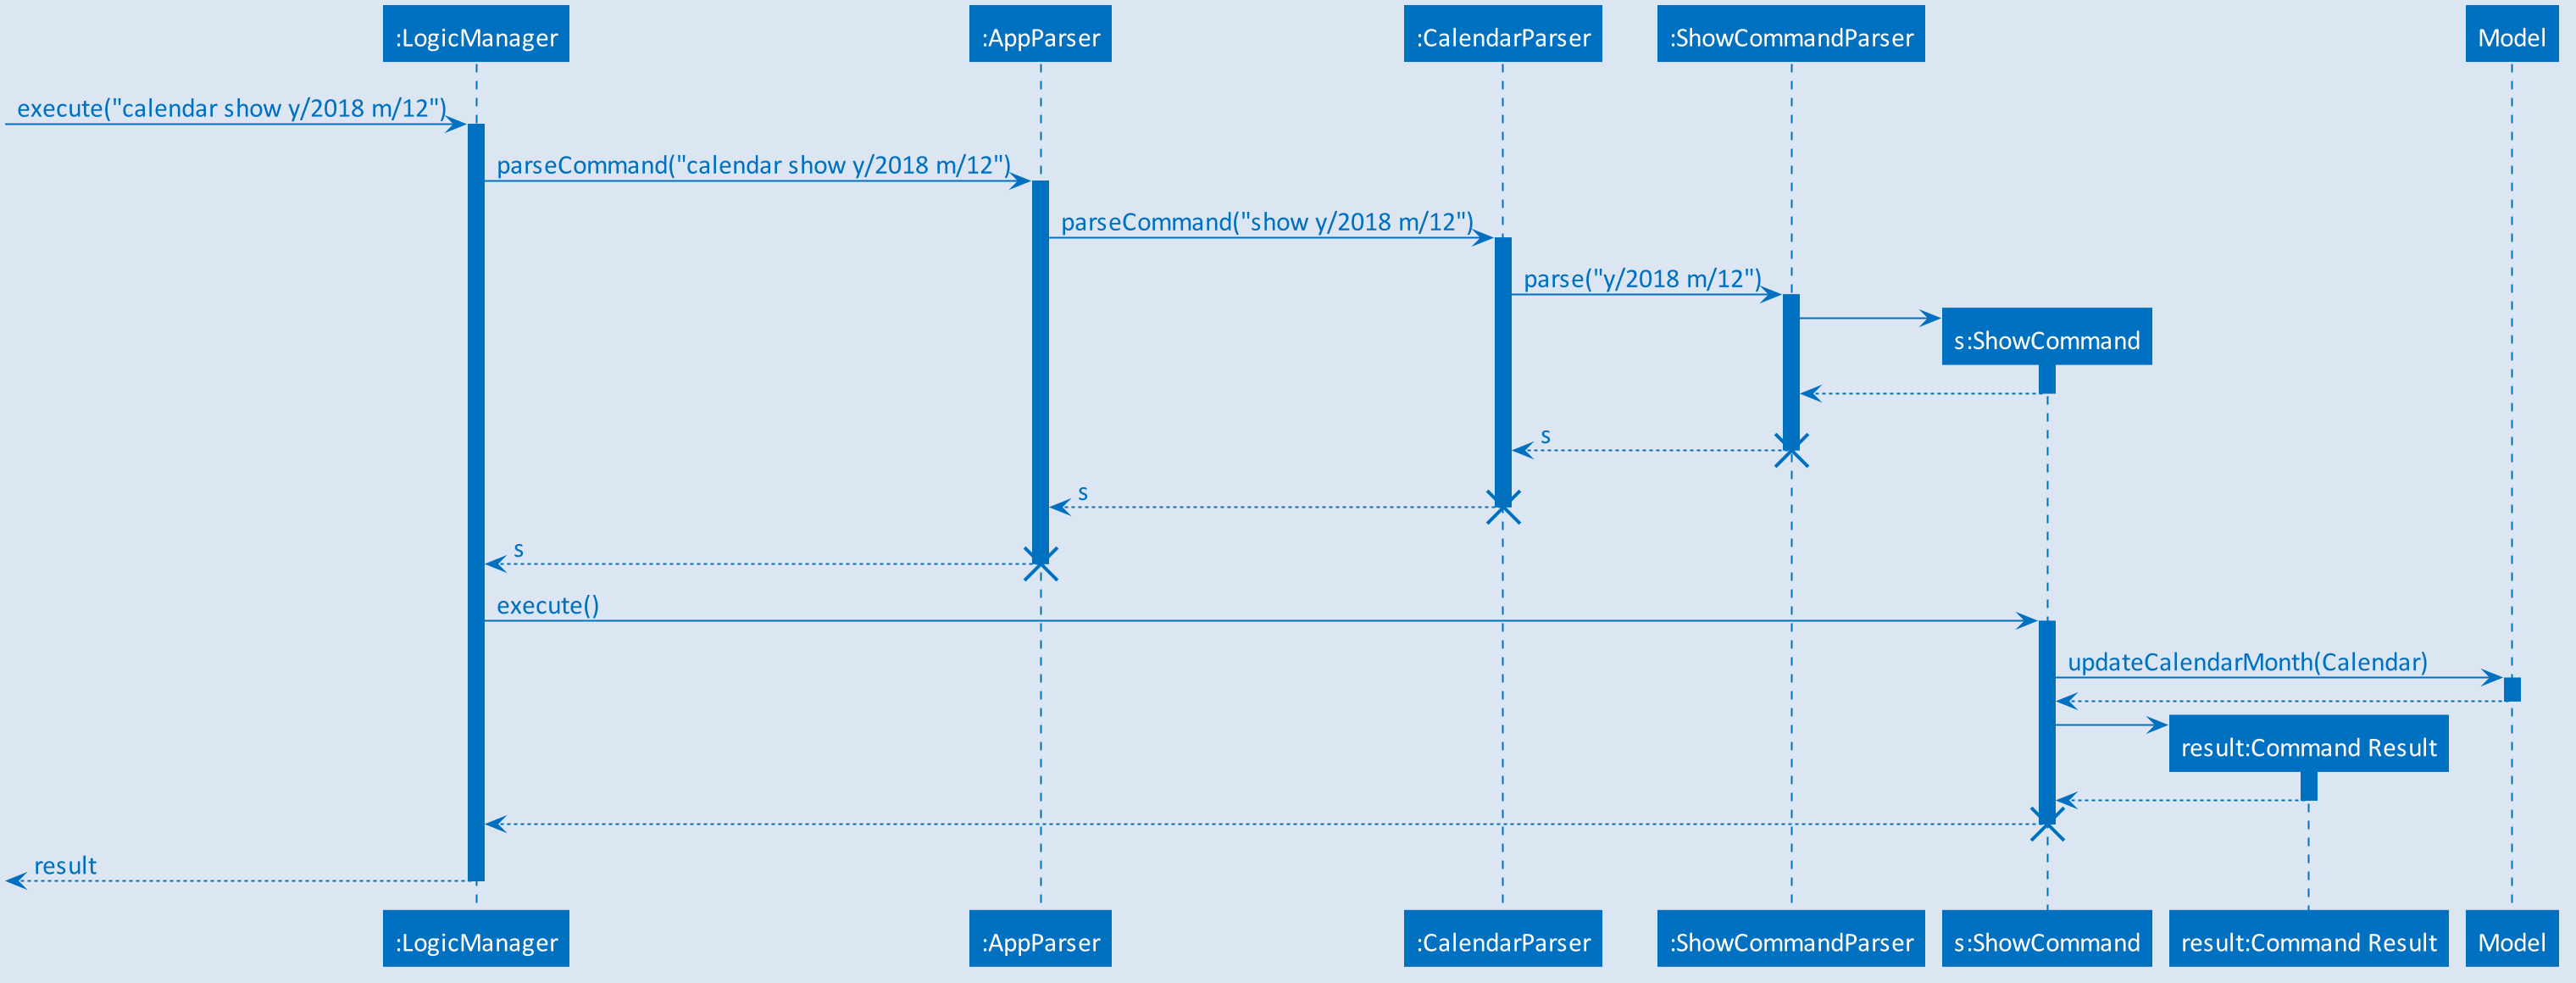 :LogicManager
:AppParser
:CalendarParser
:ShowCommandParser
Model
execute("calendar show y/2018 m/12")
parseCommand("calendar show y/2018 m/12")
parseCommand("show y/2018 m/12")
parse("y/2018 m/12")
s:ShowCommand
s
s
s
execute()
updateCalendarMonth(Calendar)
result:Command Result
result
:LogicManager
:AppParser
:CalendarParser
:ShowCommandParser
s:ShowCommand
result:Command Result
Model